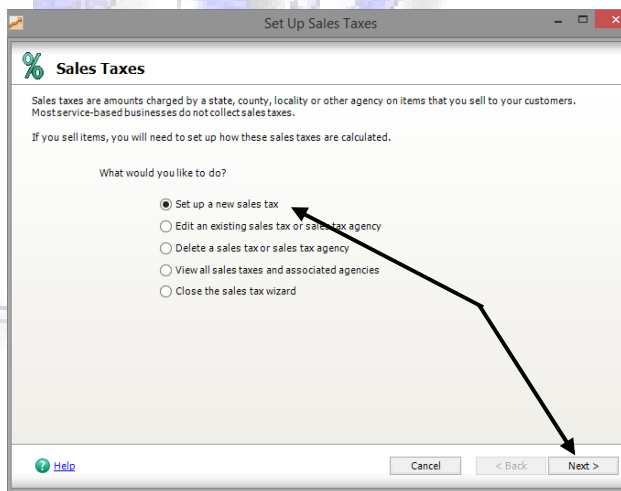 Set Up Sales Taxes
% Sales Taxes
Sales taxes are amounts charged by a state, county, locality or other agency on items that you sell to your customers.
Most service-based businesses do not collect sales taxes.
If you sell items, you will need to set up how these sales taxes are calculated.
What would you like to do?
Set up a new sales tax
Edit an existing sales tax or sales tax agency
Delete a sales tax or sales tax agency
View all sales taxes and associated agencies
Close the sales tax wizard
? Help
Cancel
< Back
Next >